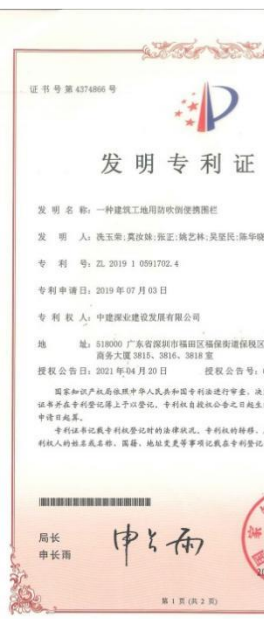 证书号第4374866号
发明专利证
发 明 名 称：一种建筑工地用防吹倒便携围栏
发 明 人：冼玉荣;莫汝妹;张正;姚艺林;吴坚民;陈华晓
专 利 号：ZL 2019 1 0591702.4
专利申请日：2019年07月03日
专 利 权 人：中建深业建设发展有限公司
地 址：518000 广东省深圳市福田区福保街道保税区
商务大厦 3815、3816、3818 室
授权公告日：2021年04月20日 授权公告号：
国家知识产权局依照中华人民共和国专利法进行审查，决
证书并在专利登记簿上予以登记。专利权自授权公告之日起生
申请日起算。
专利证书记载专利权登记时的法律状况。专利权的转移、
利权人的姓名或名称、国籍、地址变更等事项记载在专利登记
局长
申长雨
申长雨
第 1 页 (共 2 页)